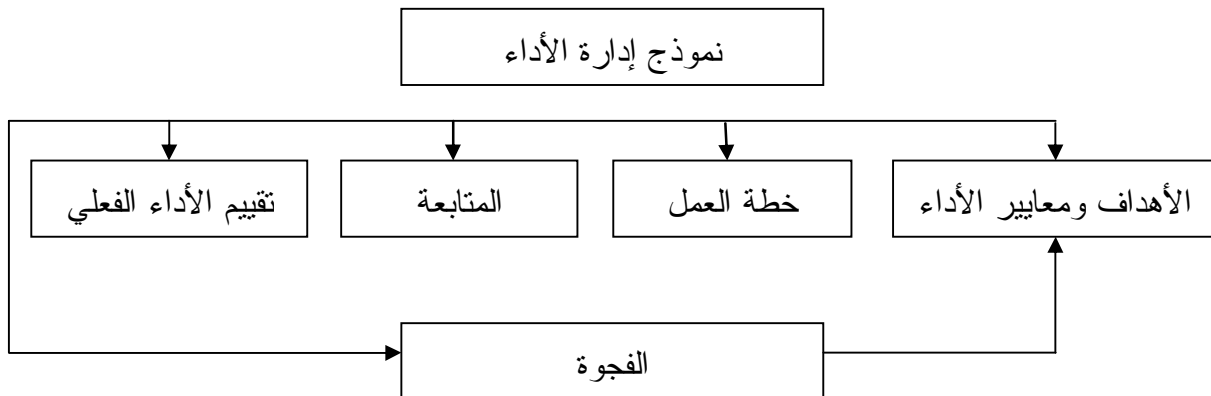 نموذج إدارة الأداء
الأهداف ومعايير الأداء
خطة العمل
المتابعة
تقييم الأداء الفعلي
الفجوة